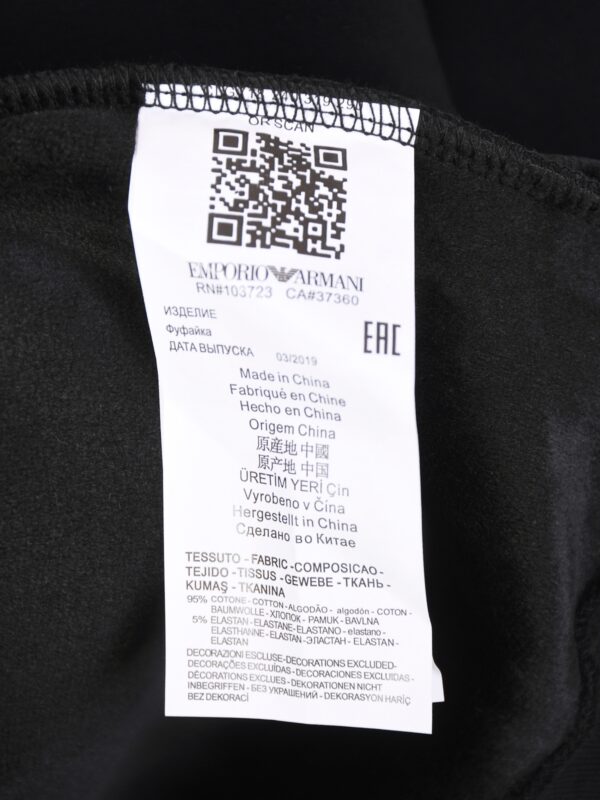 OR SCAN
EMPORIO ARMANI
RN#103723 CA#37360
ИЗДЕЛИЕ
Фуфайка
ДАТА ВЫПУСКА 03/2019
EAC
Made in China
Fabriqué en Chine
Hecho en China
Origem China
原産地 中國
原产地 中国
ÜRETİM YERİ Çin
Vyrobeno v Čína
Hergestellt in China
Сделано во Китае
TESSUTO - FABRIC - COMPOSICAO -
TEJIDO - TISSUS - GEWEBE - ТКАНЬ -
KUMAŞ - TKANINA
95% COTONE - COTTON - ALGODÃO - algodón - COTON -
BAUMWOLLE - ХЛОПОК - PAMUK - BAVLNA
5% ELASTAN - ELASTANE - ELASTANO - elastano -
ELASTHANNE - ELASTAN - ЭЛАСТАН - ELASTAN -
ELASTAN
DECORAZIONI ESCLUSE - DECORATIONS EXCLUDED -
DECORAÇÕES EXCLUÍDAS - DECORACIONES EXCLUIDAS -
DÉCORATIONS EXCLUES - DEKORATIONEN NICHT
INBEGRIFFEN - БЕЗ УКРАШЕНИЙ - DEKORASYON HARİÇ
BEZ DEKORACÍ